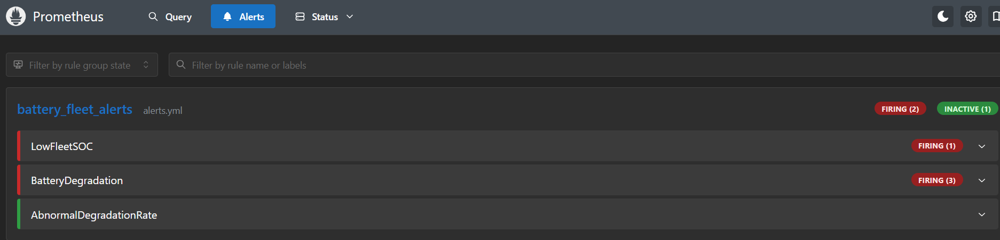 Prometheus Query Alerts Status
Filter by rule group state Filter by rule name or labels
battery_fleet_alerts alerts.yml FIRING (2) INACTIVE (1)
LowFleetSOC FIRING (1)
BatteryDegradation FIRING (3)
AbnormalDegradationRate